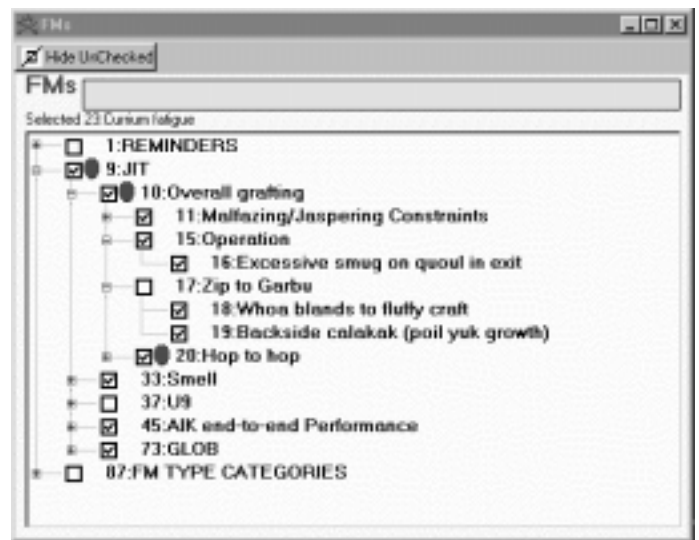 FMs
Hide UnChecked
FMs
Selected 23:Curium fatigue
1:REMINDERS
9:JIT
10:Overall grafting
11:Malfazing/Jaspering Constraints
15:Operation
16:Excessive smug on quoul in exit
17:Zip to Garbu
18:Whoa blands to fluffy craft
19:Backside calakak (poil yuk growth)
20:Hop to hop
33:Smell
37:U9
45:AIK end-to-end Performance
73:GLOB
87:FM TYPE CATEGORIES